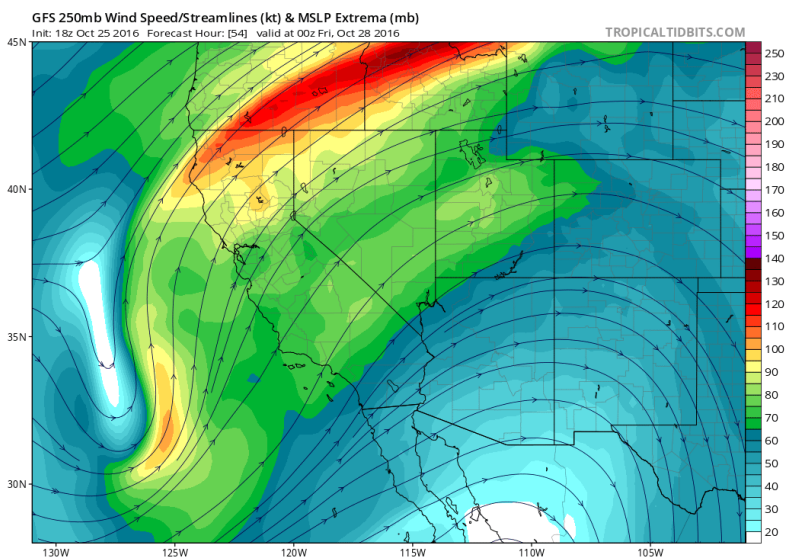 GFS 250mb Wind Speed/Streamlines (kt) & MSLP Extrema (mb)
Init: 18z Oct 25 2016 Forecast Hour: [54] valid at 00z Fri, Oct 28 2016
TROPICALTIDBITS.COM
45N
40N
35N
30N
130W
125W
120W
115W
110W
105W
250
230
220
210
200
190
180
170
160
150
140
130
120
110
100
90
80
70
60
50
40
30
20